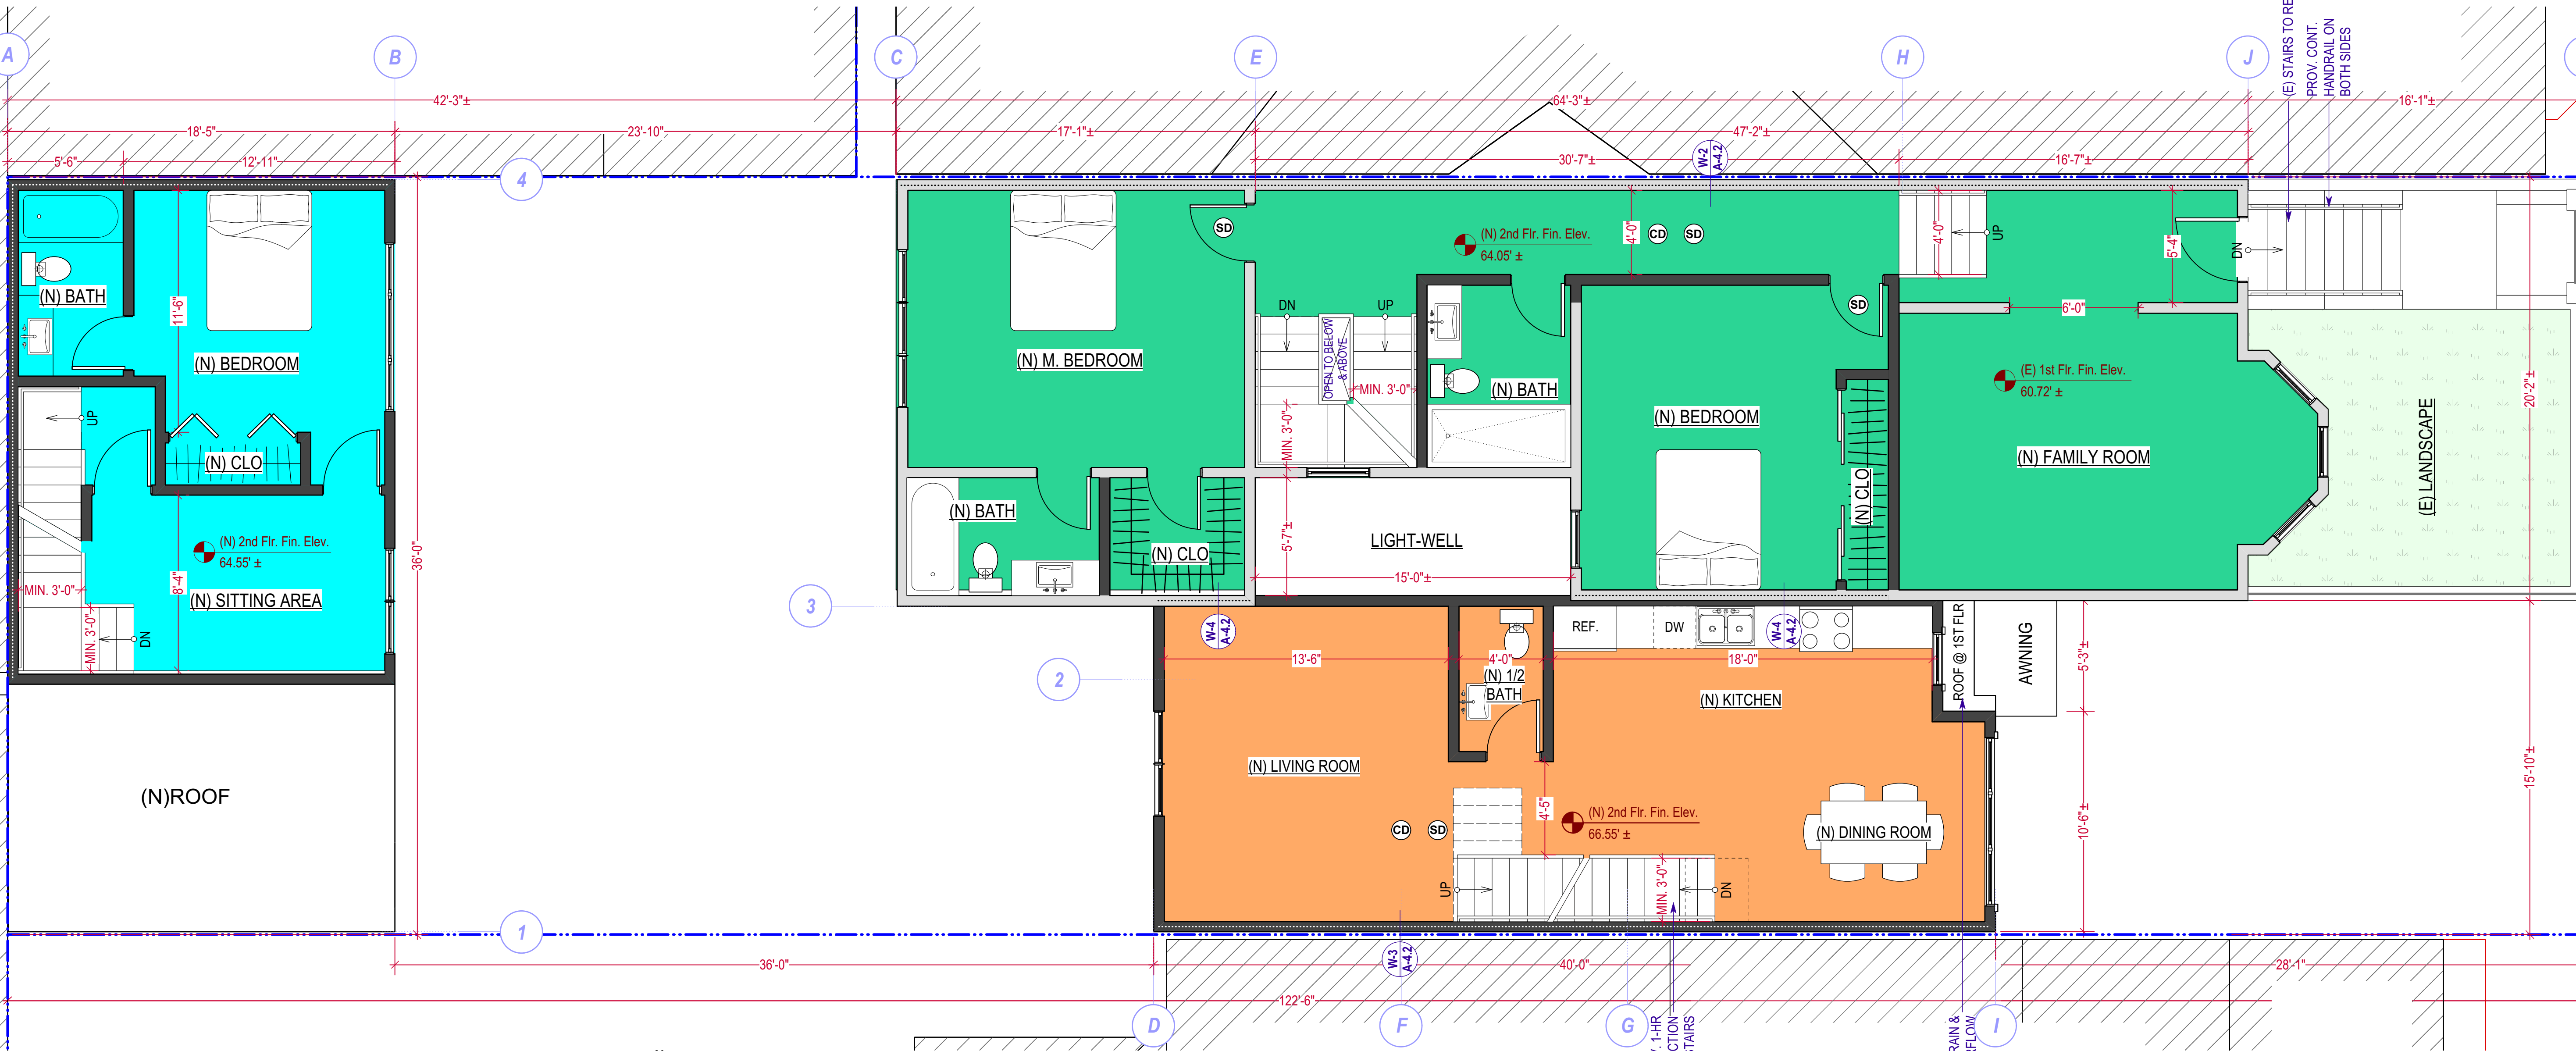 A
B
C
E
H
J
(E) STAIRS TO RE
PROV. CONT.
HANDRAIL ON
BOTH SIDES
42'-3"±
64'-3"±
16'-1"±
18'-5"
23'-10"
17'-1"±
47'-2"±
5'-6"
12'-11"
30'-7"±
16'-7"±
W-2
A-4.2
4
(N) BATH
11'-6"
(N) BEDROOM
UP
(N) CLO
(N) 2nd Flr. Fin. Elev.
64.55' ±
8'-4"
MIN. 3'-0"
(N) SITTING AREA
MIN. 3'-0"
DN
36'-0"
(N)ROOF
(N) M. BEDROOM
SD
(N) 2nd Flr. Fin. Elev.
64.05' ±
4'-0"
CD
SD
4'-0"
UP
5'-4"
DN
DN
UP
OPEN TO BELOW
& ABOVE
MIN. 3'-0"
MIN. 3'-0"
(N) BATH
SD
(N) BEDROOM
(N) CLO
6'-0"
(E) 1st Flr. Fin. Elev.
60.72' ±
(N) FAMILY ROOM
(E) LANDSCAPE
20'-2"±
(N) BATH
(N) CLO
5'-7"±
LIGHT-WELL
15'-0"±
3
W-4
A-4.2
REF.
DW
W-4
A-4.2
ROOF @ 1ST FLR
AWNING
5'-3"±
2
13'-6"
4'-0"
18'-0"
(N) 1/2
BATH
(N) KITCHEN
(N) LIVING ROOM
4'-5"
(N) 2nd Flr. Fin. Elev.
66.55' ±
CD
SD
(N) DINING ROOM
10'-6"±
15'-10"±
UP
MIN. 3'-0"
DN
1
36'-0"
W-3
A-4.2
40'-0"
28'-1"
122'-6"
D
F
G
I
1-HR
CTION
STAIRS
RAIN &
RFLOW